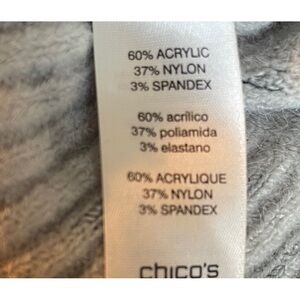 60% ACRYLIC
37% NYLON
3% SPANDEX
60% acrílico
37% poliamida
3% elastano
60% ACRYLIQUE
37% NYLON
3% SPANDEX
chico's